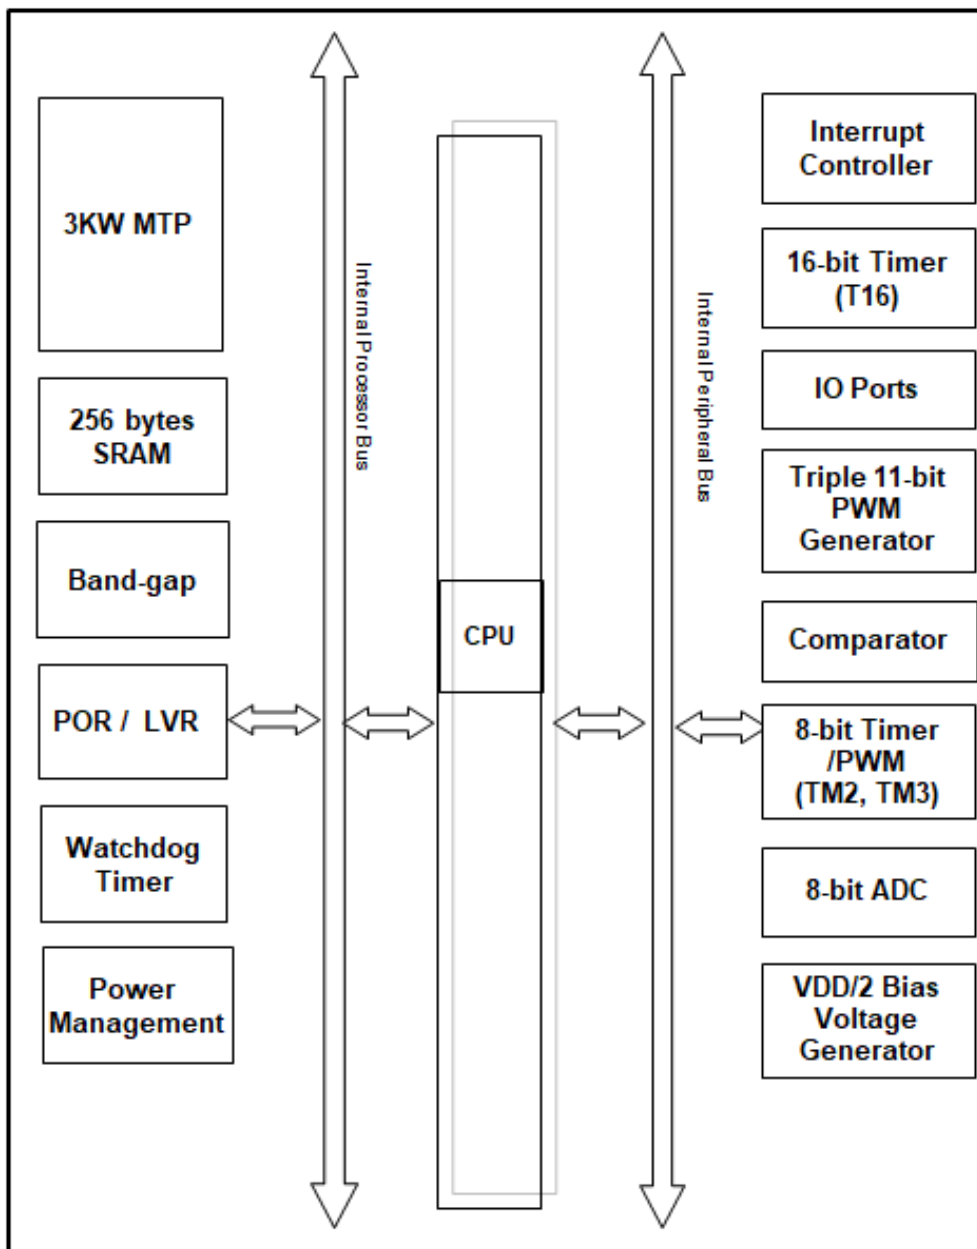 3KW MTP
256 bytes
SRAM
Band-gap
POR / LVR
Watchdog
Timer
Power
Management
Internal Processor Bus
CPU
Internal Peripheral Bus
Interrupt
Controller
16-bit Timer
(T16)
IO Ports
Triple 11-bit
PWM
Generator
Comparator
8-bit Timer
/PWM
(TM2, TM3)
8-bit ADC
VDD/2 Bias
Voltage
Generator